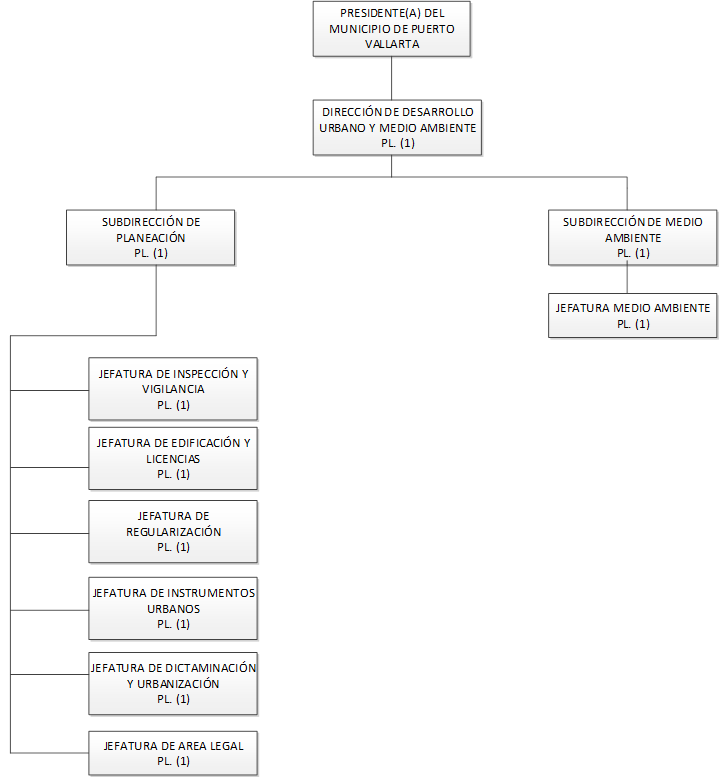 PRESIDENTE(A) DEL
MUNICIPIO DE PUERTO
VALLARTA
DIRECCIÓN DE DESARROLLO
URBANO Y MEDIO AMBIENTE
PL. (1)
SUBDIRECCIÓN DE
PLANEACIÓN
PL. (1)
SUBDIRECCIÓN DE MEDIO
AMBIENTE
PL. (1)
JEFATURA MEDIO AMBIENTE
PL. (1)
JEFATURA DE INSPECCIÓN Y
VIGILANCIA
PL. (1)
JEFATURA DE EDIFICACIÓN Y
LICENCIAS
PL. (1)
JEFATURA DE
REGULARIZACIÓN
PL. (1)
JEFATURA DE INSTRUMENTOS
URBANOS
PL. (1)
JEFATURA DE DICTAMINACIÓN
Y URBANIZACIÓN
PL. (1)
JEFATURA DE AREA LEGAL
PL. (1)